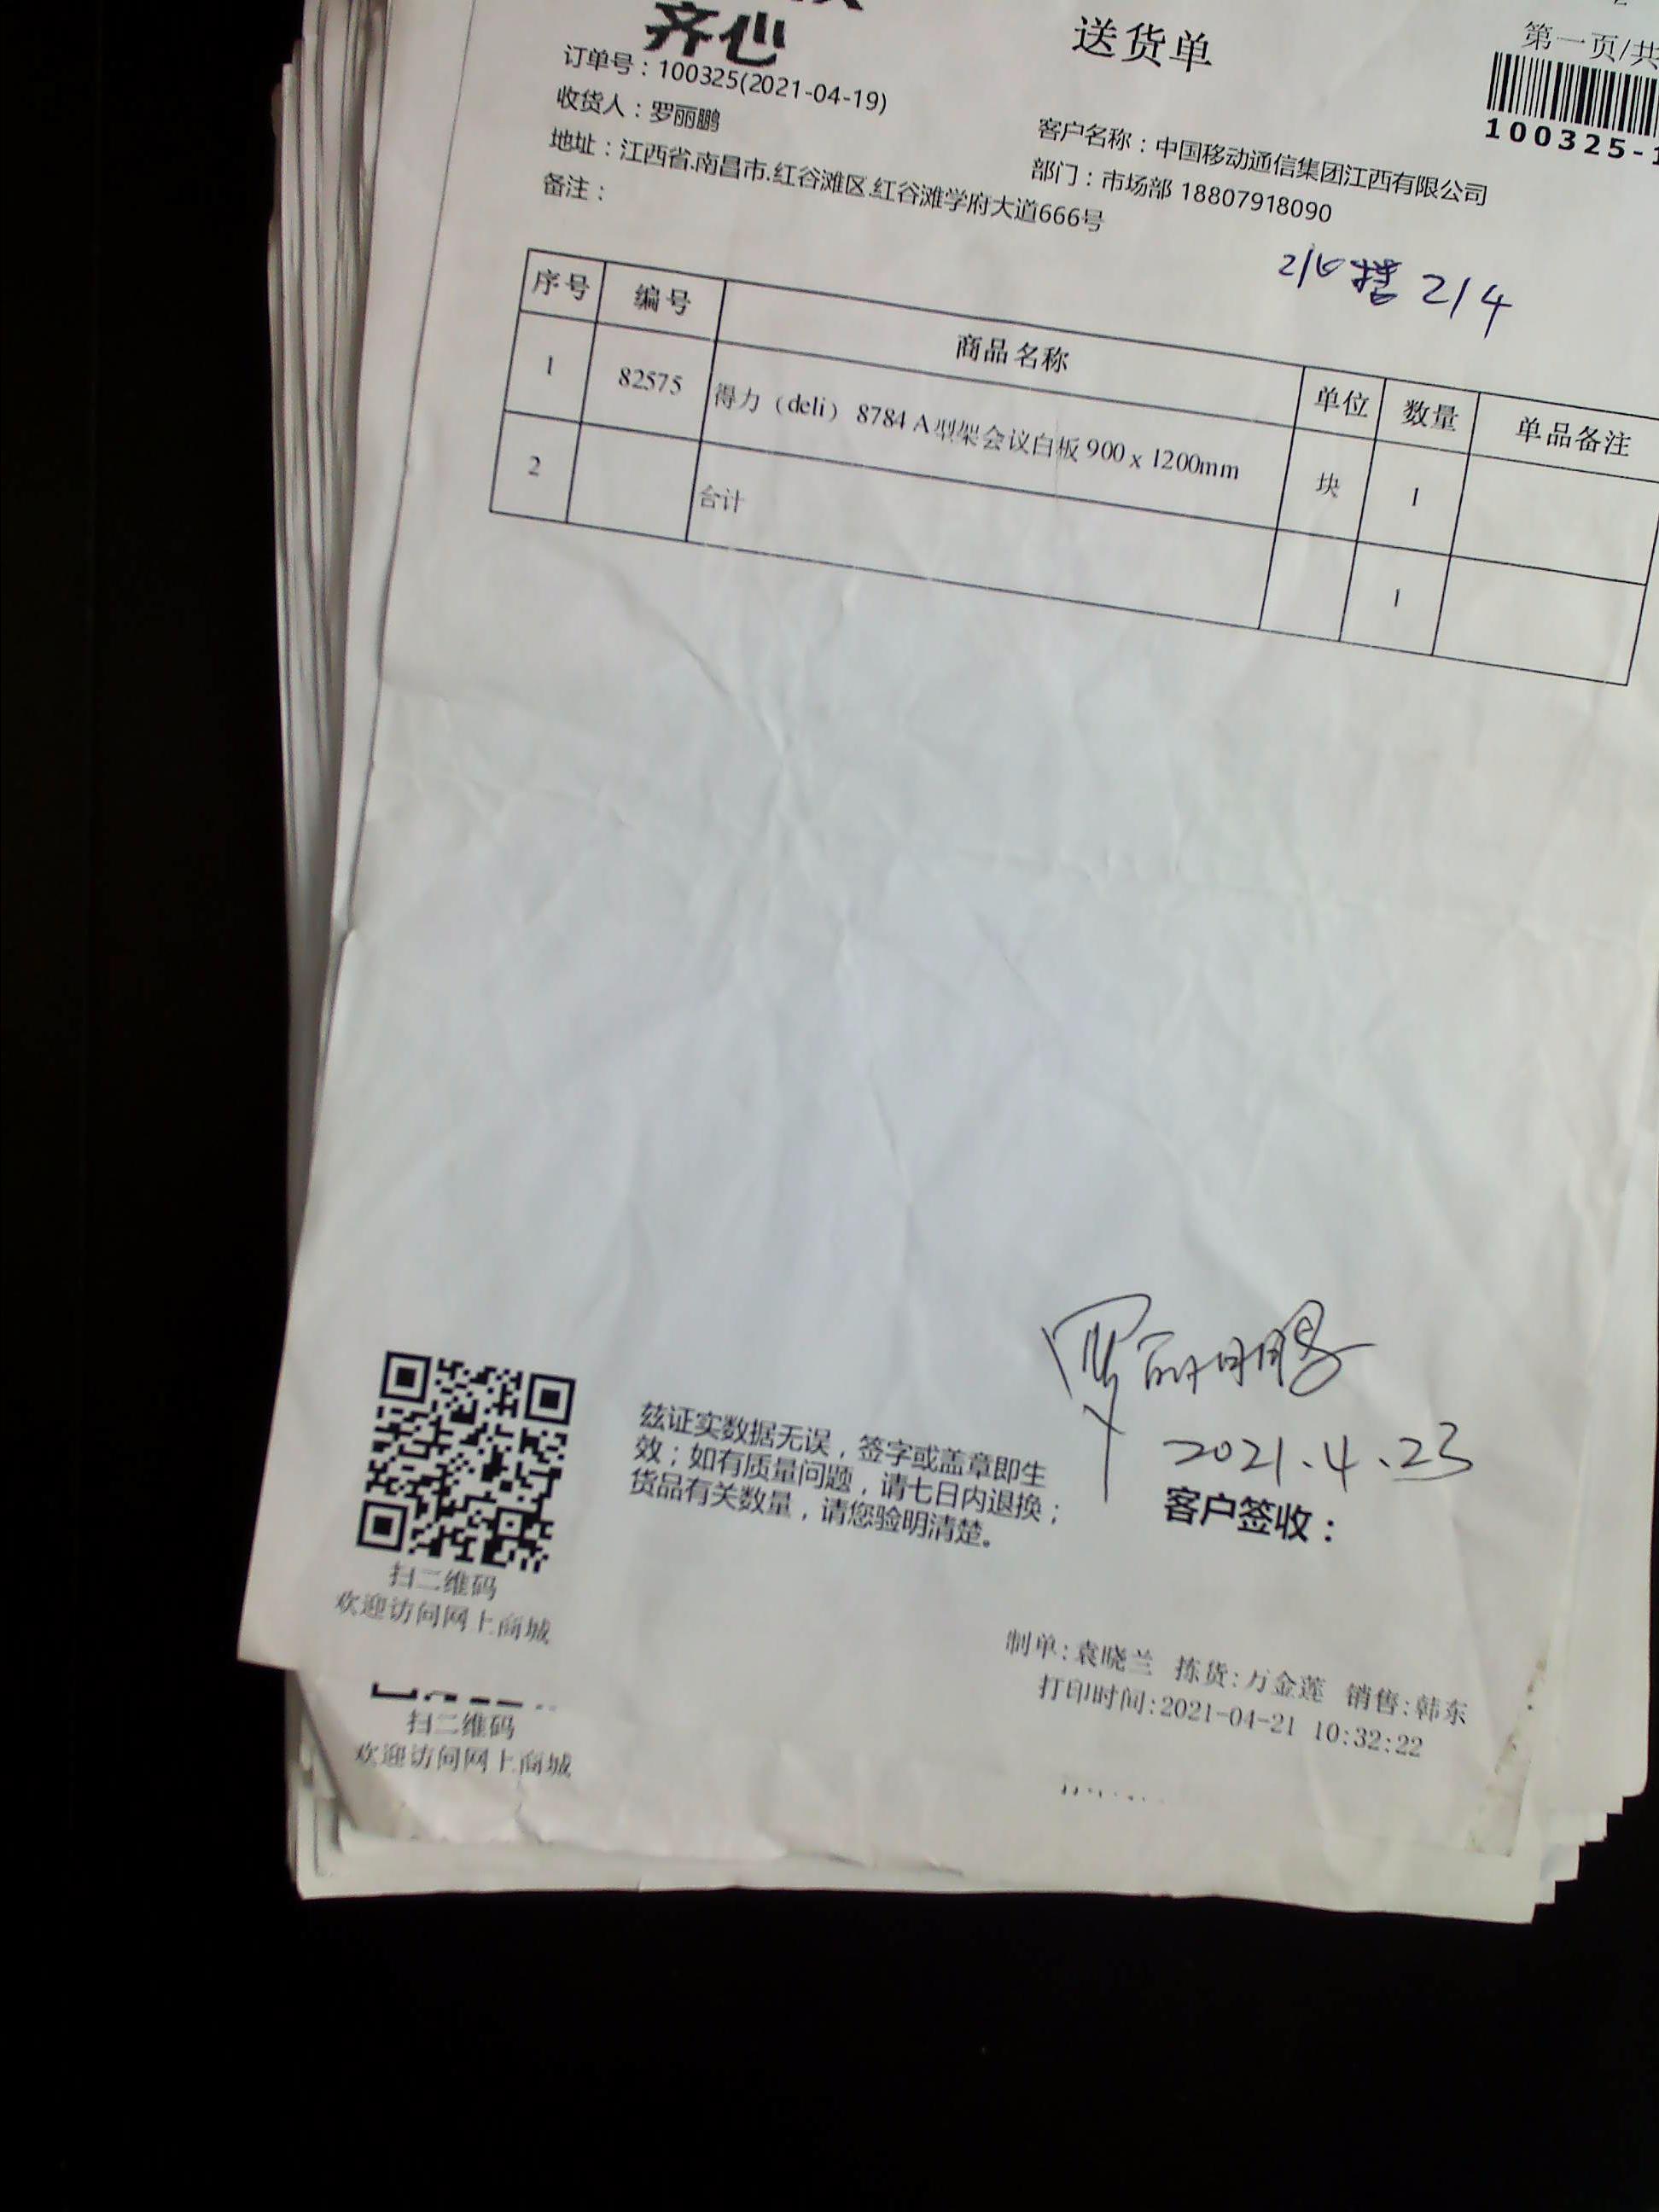 齐心
送货单
第一页/共
订单号：100325(2021-04-19)
100325-1
收货人：罗丽鹏
客户名称：中国移动通信集团江西有限公司
地址：江西省.南昌市.红谷滩区.红谷滩学府大道666号
部门：市场部 18807918090
备注：
214
序号 编号 商品名称 单位 数量 单品备注
1 82575 得力（deli）8784 A型架会议白板 900 x 1200mm 块 1
2 合计 1
罗丽鹏
2021.4.23
兹证实数据无误，签字或盖章即生
效；如有质量问题，请七日内退换；
货品有关数量，请您验明清楚。
客户签收：
扫二维码
欢迎访问网上商城
制单:袁晓兰 拣货:万金莲 销售:韩东
打印时间:2021-04-21 10:32:22
扫二维码
欢迎访问网上商城